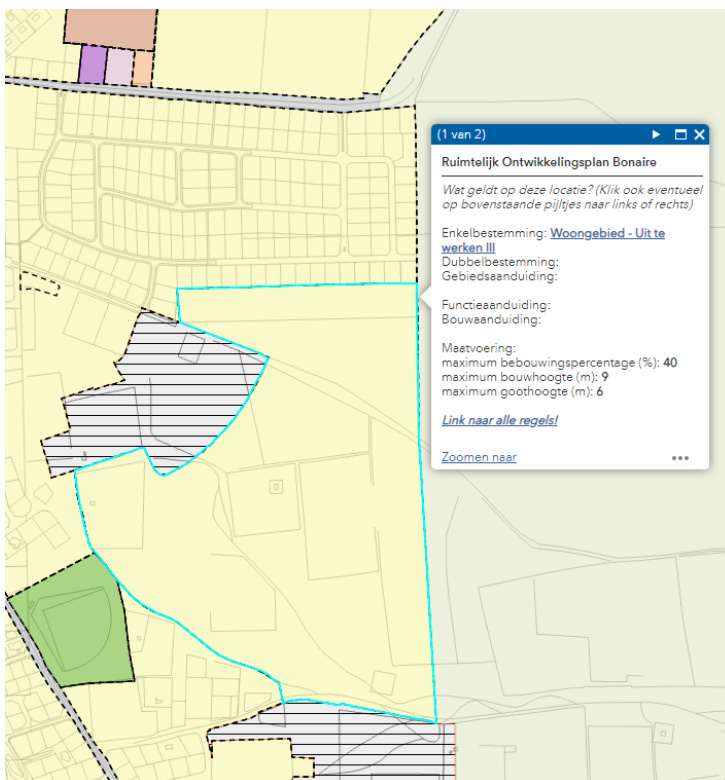 (1 van 2)
Ruimtelijk Ontwikkelingsplan Bonaire
Wat geldt op deze locatie? (Klik ook eventueel
op bovenstaande pijltjes naar links of rechts)
Enkelbestemming: Woongebied - Uit te
werken III
Dubbelbestemming:
Gebiedsaanduiding:
Functieaanduiding:
Bouwaanduiding:
Maatvoering:
maximum bebouwingspercentage (%): 40
maximum bouwhoogte (m): 9
maximum goothoogte (m): 6
Link naar alle regels!
Zoomen naar